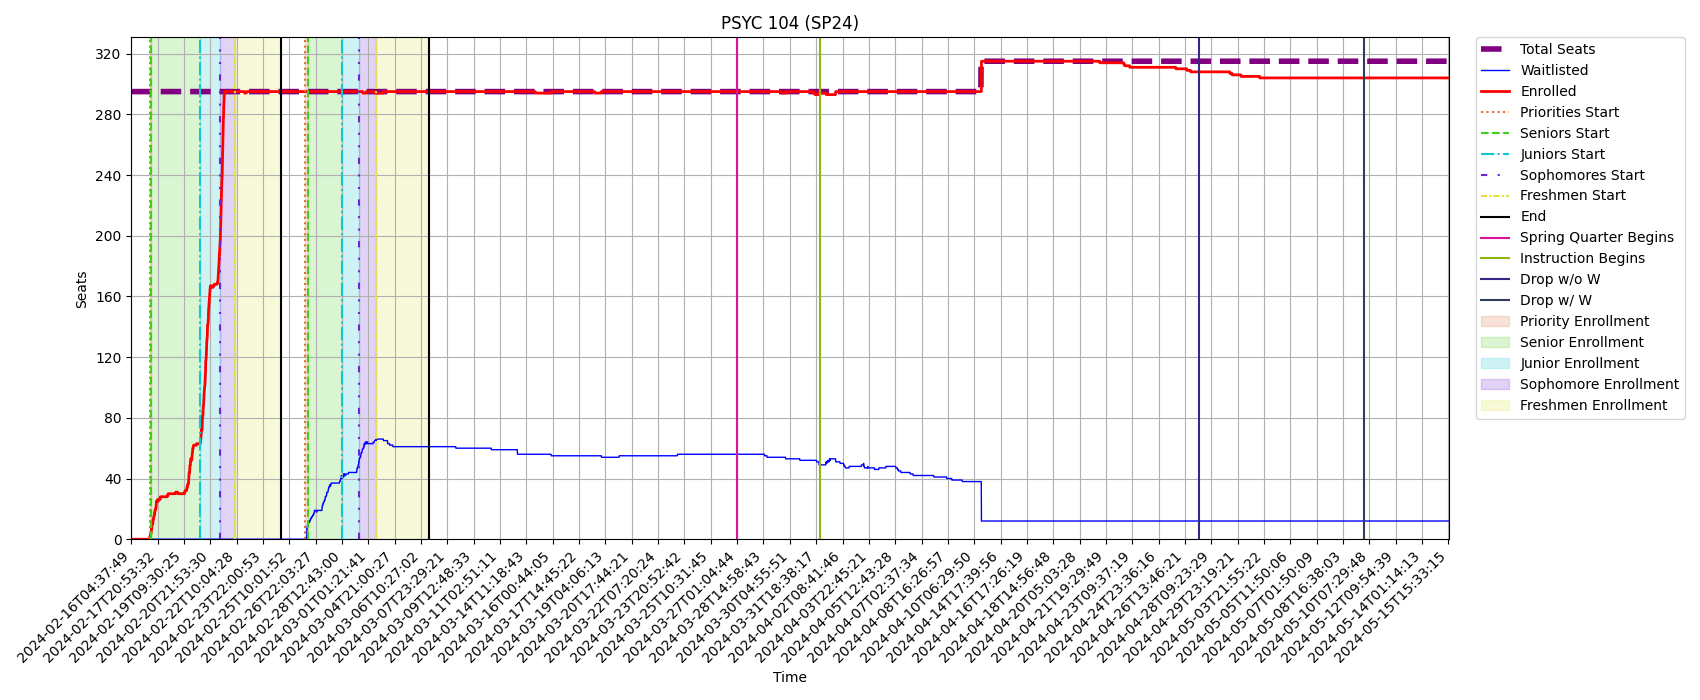 PSYC 104 (SP24)
Seats
320
280
240
200
160
120
80
40
0
2024-02-16T04:37:49
2024-02-17T20:53:32
2024-02-19T09:30:25
2024-02-20T21:53:30
2024-02-22T10:04:28
2024-02-23T22:00:53
2024-02-25T10:01:52
2024-02-26T22:03:27
2024-02-28T12:43:00
2024-03-01T01:21:41
2024-03-04T21:00:27
2024-03-06T10:27:02
2024-03-07T23:29:21
2024-03-09T12:48:33
2024-03-11T02:51:11
2024-03-14T11:18:43
2024-03-16T00:44:05
2024-03-17T14:45:22
2024-03-19T04:06:13
2024-03-20T17:44:21
2024-03-22T07:20:24
2024-03-23T20:52:42
2024-03-25T10:31:45
2024-03-27T01:04:44
2024-03-28T14:58:43
2024-03-30T04:55:51
2024-03-31T18:38:17
2024-04-02T08:41:46
2024-04-03T22:45:21
2024-04-05T12:43:28
2024-04-07T02:37:34
2024-04-08T16:26:57
2024-04-10T06:29:50
2024-04-14T17:39:56
2024-04-16T17:26:19
2024-04-18T14:56:48
2024-04-20T05:03:28
2024-04-21T19:29:49
2024-04-23T09:37:19
2024-04-24T23:36:16
2024-04-26T13:46:21
2024-04-28T09:23:29
2024-04-29T23:19:21
2024-05-03T21:55:22
2024-05-05T11:50:06
2024-05-07T01:50:09
2024-05-08T16:38:03
2024-05-10T07:29:48
2024-05-12T09:54:39
2024-05-14T01:14:13
2024-05-15T15:33:15
Time
Total Seats
Waitlisted
Enrolled
Priorities Start
Seniors Start
Juniors Start
Sophomores Start
Freshmen Start
End
Spring Quarter Begins
Instruction Begins
Drop w/o W
Drop w/ W
Priority Enrollment
Senior Enrollment
Junior Enrollment
Sophomore Enrollment
Freshmen Enrollment